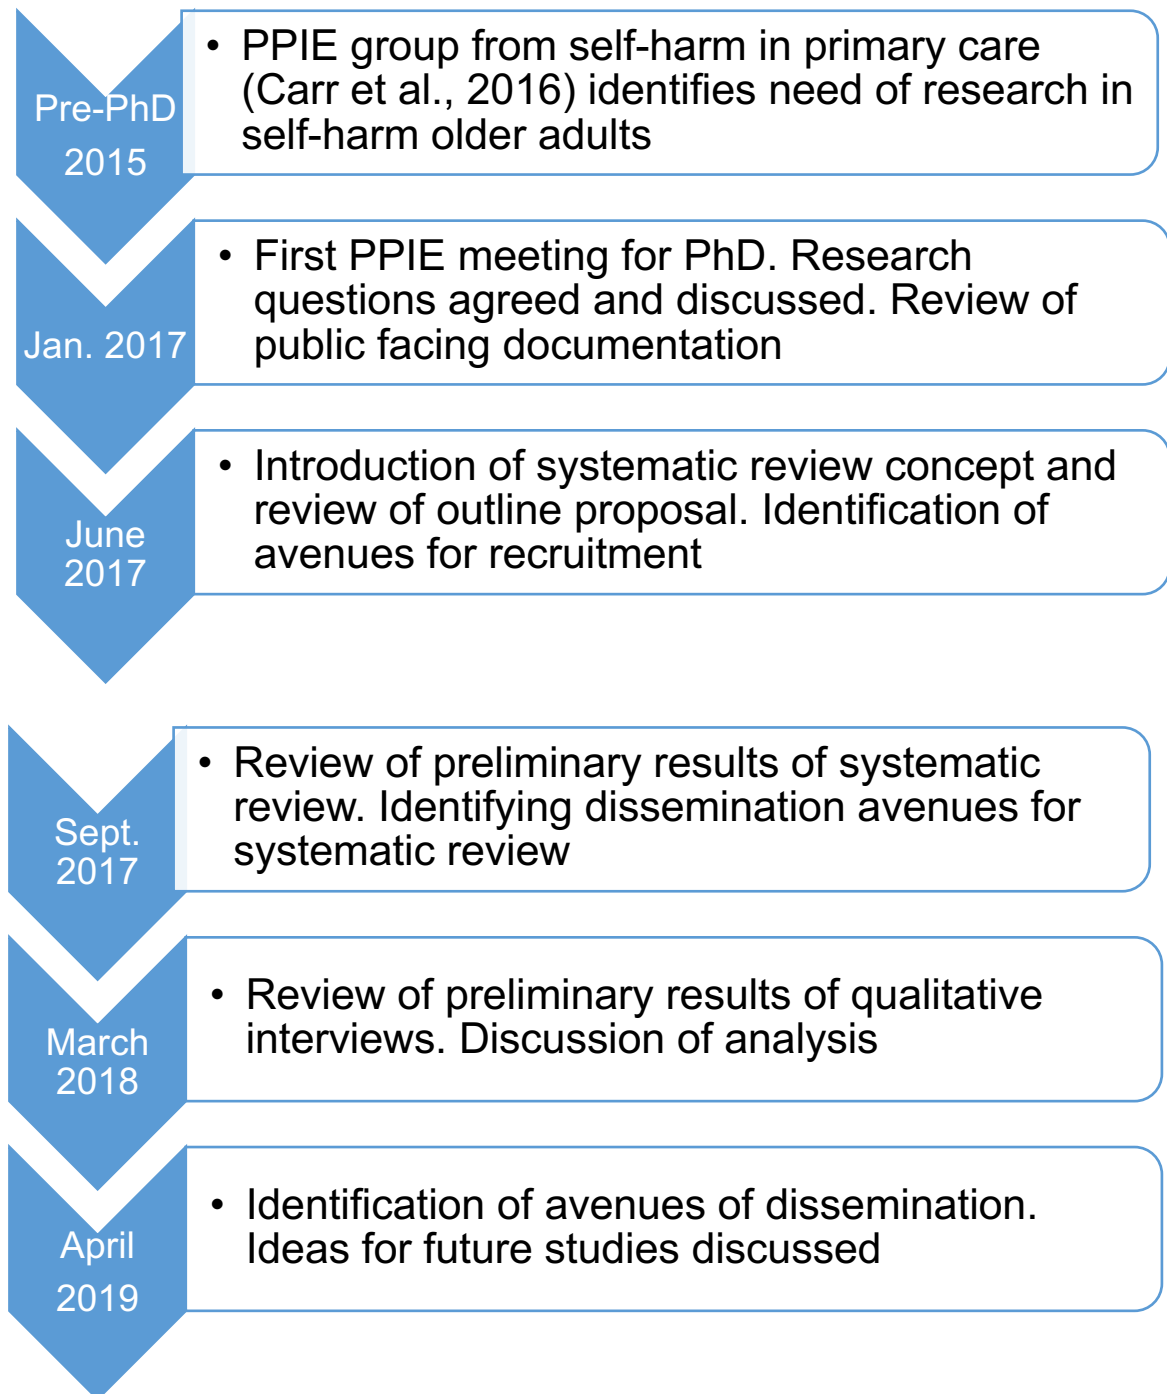 Pre-PhD
2015
• PPIE group from self-harm in primary care
(Carr et al., 2016) identifies need of research in
self-harm older adults
Jan. 2017
• First PPIE meeting for PhD. Research
questions agreed and discussed. Review of
public facing documentation
June
2017
• Introduction of systematic review concept and
review of outline proposal. Identification of
avenues for recruitment
Sept.
2017
• Review of preliminary results of systematic
review. Identifying dissemination avenues for
systematic review
March
2018
• Review of preliminary results of qualitative
interviews. Discussion of analysis
April
2019
• Identification of avenues of dissemination.
Ideas for future studies discussed